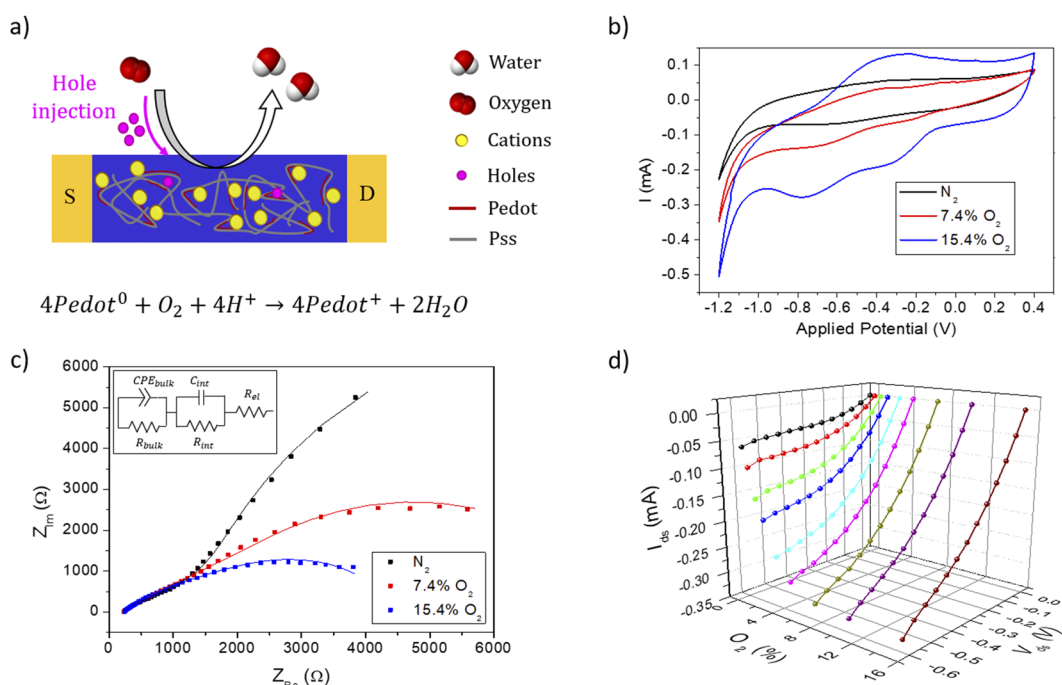 a)
Hole
injection
S
D
Water
Oxygen
Cations
Holes
Pedot
Pss
4Pedot⁰ + O₂ + 4H⁺ → 4Pedot⁺ + 2H₂O
b)
0.1
0.0
-0.1
-0.2
-0.3
-0.4
-0.5
I (mA)
N₂
7.4% O₂
15.4% O₂
-1.2 -1.0 -0.8 -0.6 -0.4 -0.2 0.0 0.2 0.4
Applied Potential (V)
c)
6000
5000
4000
3000
2000
1000
0
Z_Im (Ω)
CPE_bulk
C_int
R_el
R_bulk
R_int
N₂
7.4% O₂
15.4% O₂
0 1000 2000 3000 4000 5000 6000
d)
0.00
-0.05
-0.10
-0.15
-0.20
-0.25
-0.30
-0.35
I_ds (mA)
0 4 8 12 16
O₂ (%)
0.0
-0.1
-0.2
-0.3
-0.4
-0.5
-0.6
V_ds (V)